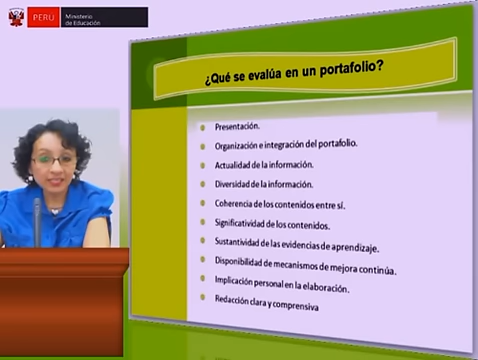 PERÚ
Ministerio
de Educación
¿Qué se evalúa en un portafolio?
Presentación.
Organización e integración del portafolio.
Actualidad de la información.
Diversidad de la información.
Coherencia de los contenidos entre sí.
Significatividad de los contenidos.
Sustantividad de las evidencias de aprendizaje.
Disponibilidad de mecanismos de mejora continúa.
Implicación personal en la elaboración.
Redacción clara y comprensiva